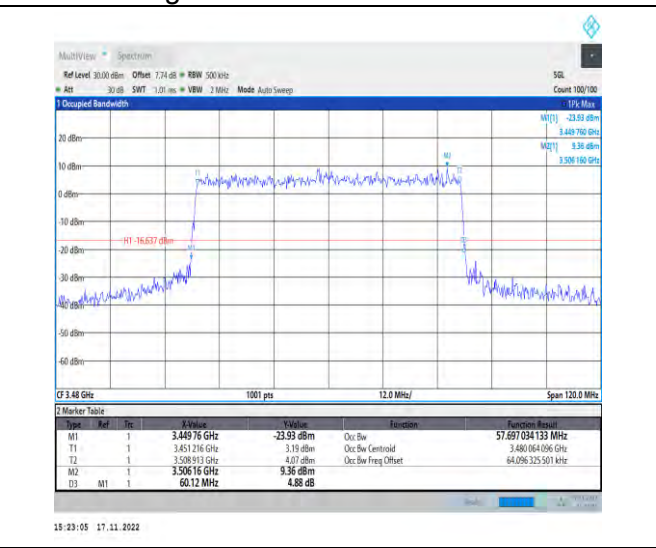 MultiView Spectrum
Ref Level 30.00 dBm Offset 7.74 dB RBW 500 kHz SGL
Att 30 dB SWT 1.01 ms VBW 2 MHz Mode Auto Sweep Count 100/100
1 Occupied Bandwidth 1Pk Max
M1[1] -23.93 dBm
3.449 760 GHz
M2[1] 9.36 dBm
3.506 160 GHz
20 dBm
M2
10 dBm
T1 T2
0 dBm
-10 dBm
H1 -16.637 dBm
M1
-20 dBm
-30 dBm
-40 dBm
-50 dBm
-60 dBm
CF 3.48 GHz 1001 pts 12.0 MHz/ Span 120.0 MHz
2 Marker Table
Type Ref Trc X-Value Y-Value Function Function Result
M1 1 3.449 76 GHz -23.93 dBm Occ Bw 57.697 034 133 MHz
T1 1 3.451 216 GHz 3.19 dBm Occ Bw Centroid 3.480 064 096 GHz
T2 1 3.508 913 GHz 4.07 dBm Occ Bw Freq Offset 64.096 325 501 kHz
M2 1 3.506 16 GHz 9.36 dBm
D3 M1 1 60.12 MHz 4.88 dB
15:23:05 17.11.2022